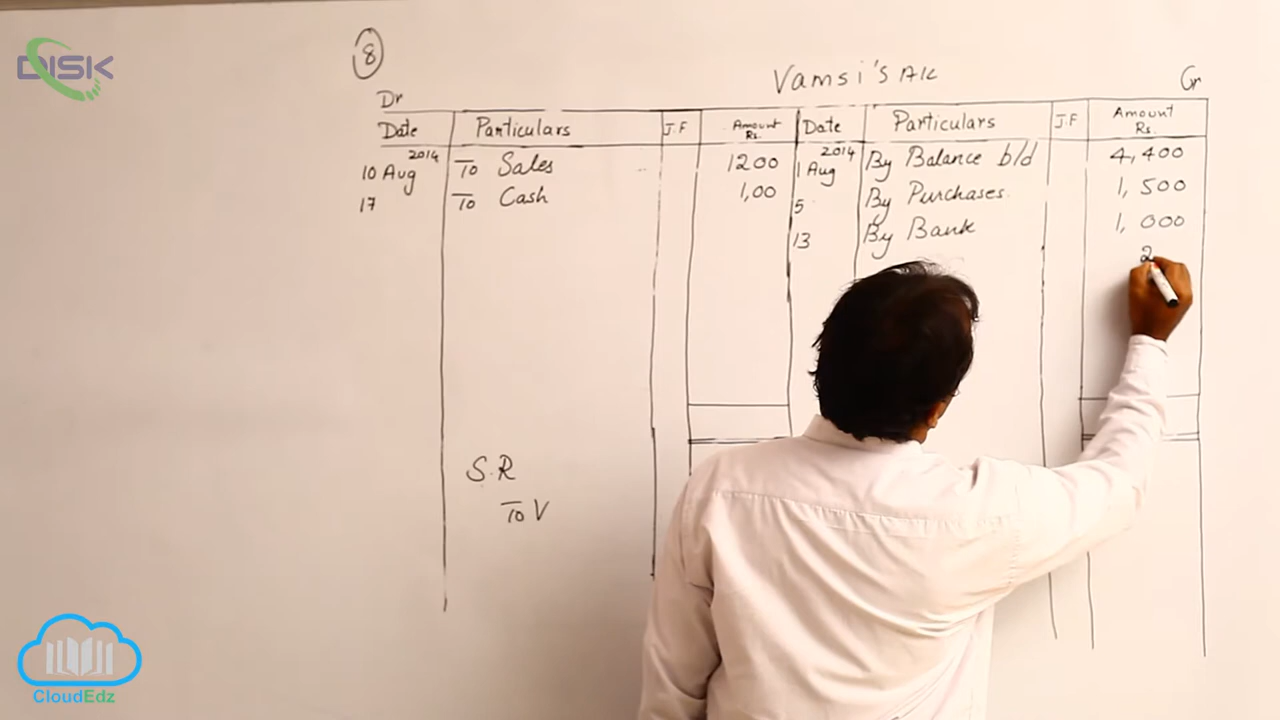 DISK
8
Vamsi's A/c
Dr
Cr
Date Particulars J.F Amount Rs. Date Particulars J.F Amount Rs.
2014 2014
10 Aug To Sales 1200 1 Aug By Balance b/d 4,400
17 To Cash 1,00 5 By Purchases. 1,500
13 By Bank 1,000
2
S.R
To V
CloudEdz